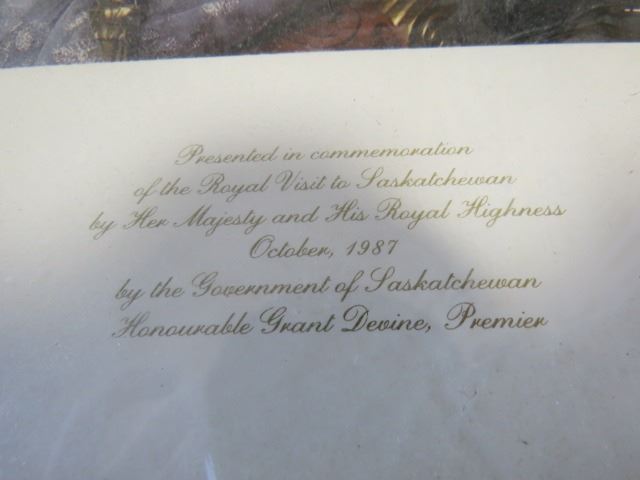 Presented in commemoration
of the Royal Visit to Saskatchewan
by Her Majesty and His Royal Highness
October, 1987
by the Government of Saskatchewan
Honourable Grant Devine, Premier